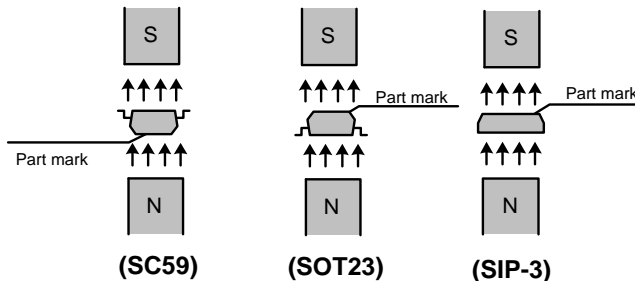 S S S
Part mark Part mark
Part mark
N N N
(SC59) (SOT23) (SIP-3)